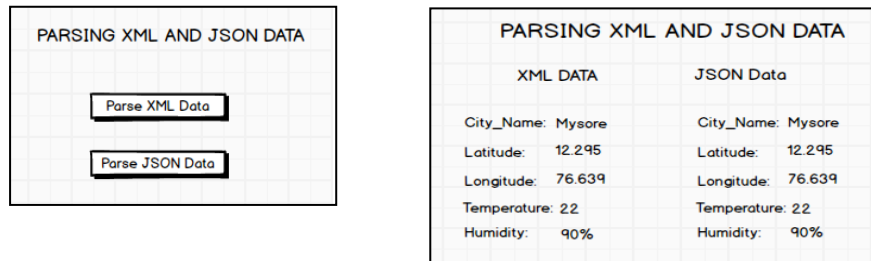 PARSING XML AND JSON DATA
Parse XML Data
Parse JSON Data
PARSING XML AND JSON DATA
XML DATA JSON Data
City_Name: Mysore City_Name: Mysore
Latitude: 12.295 Latitude: 12.295
Longitude: 76.639 Longitude: 76.639
Temperature: 22 Temperature: 22
Humidity: 90% Humidity: 90%